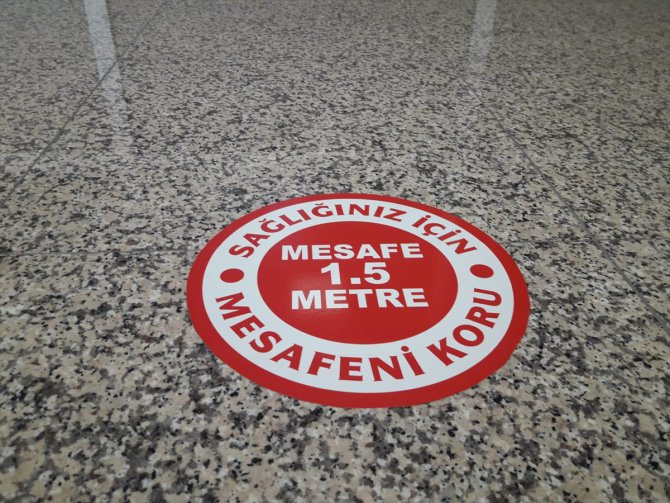 SAĞLIĞINIZ İÇİN
MESAFE
1.5
METRE
MESAFENİ KORU